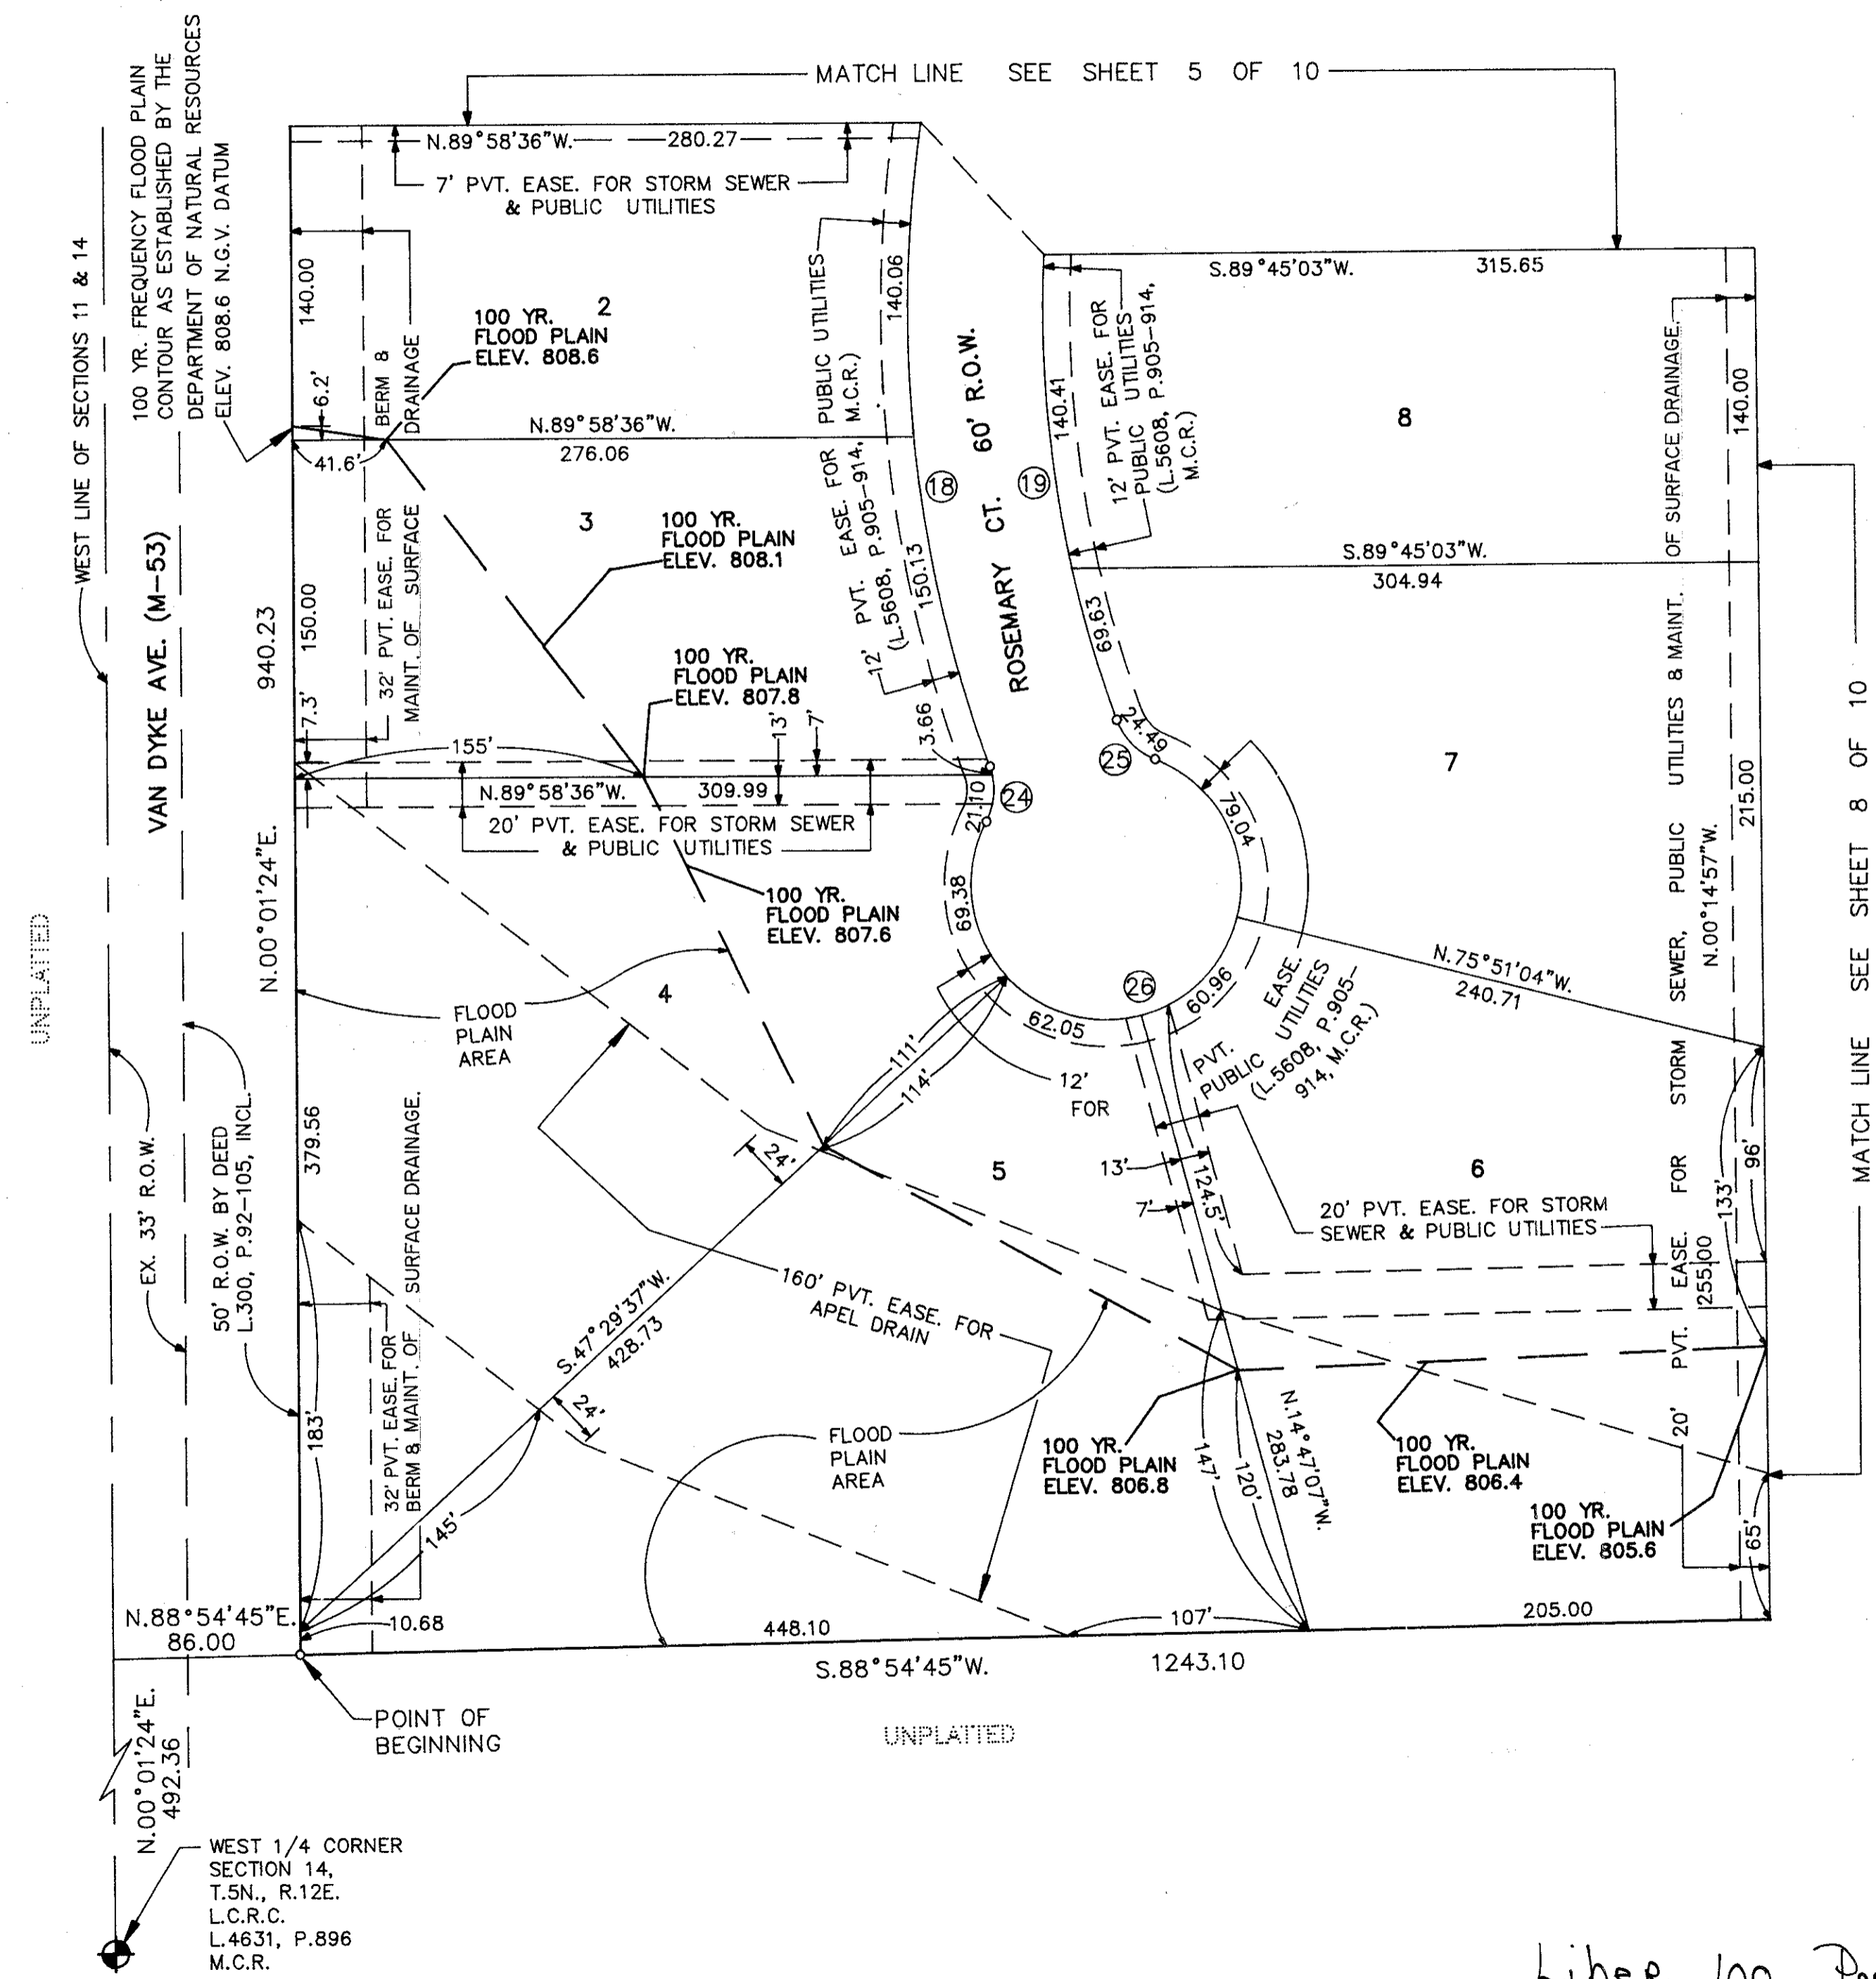 MATCH LINE SEE SHEET 5 OF 10
100 YR. FREQUENCY FLOOD PLAIN
CONTOUR AS ESTABLISHED BY THE
DEPARTMENT OF NATURAL RESOURCES
ELEV. 808.6 N.G.V. DATUM
WEST LINE OF SECTIONS 11 & 14
N.89°58'36"W. 280.27
7' PVT. EASE. FOR STORM SEWER
& PUBLIC UTILITIES
140.00
2
100 YR.
FLOOD PLAIN
ELEV. 808.6
6.2'
BERM &
DRAINAGE
41.6'
N.89°58'36"W.
276.06
140.06
PUBLIC UTILITIES
M.C.R.)
12' PVT. EASE. FOR
(L.5608, P.905-914,
150.13
18
19
ROSEMARY CT. 60' R.O.W.
140.41
12' PVT. EASE. FOR
PUBLIC UTILITIES
(L.5608, P.905-914,
M.C.R.)
S.89°45'03"W. 315.65
8
140.00
S.89°45'03"W.
304.94
OF SURFACE DRAINAGE.
20' PVT. EASE. FOR STORM SEWER, PUBLIC UTILITIES & MAINT.
VAN DYKE AVE. (M-53)
940.23
N.00°01'24"E.
150.00
7.3'
32' PVT. EASE. FOR
MAINT. OF SURFACE
3
100 YR.
FLOOD PLAIN
ELEV. 808.1
100 YR.
FLOOD PLAIN
ELEV. 807.8
155'
13'
7'
3.66
69.63
24.49
25
7
215.00
N.00°14'57"W.
MATCH LINE SEE SHEET 8 OF 10
N.89°58'36"W. 309.99
20' PVT. EASE. FOR STORM SEWER
& PUBLIC UTILITIES
21.10
24
79.04
69.38
100 YR.
FLOOD PLAIN
ELEV. 807.6
UNPLATTED
FLOOD
PLAIN
AREA
4
26
62.05
60.96
N.75°51'04"W.
240.71
12'
FOR
PVT. EASE.
PUBLIC UTILITIES
(L.5608, P.905-
914, M.C.R.)
111'
114'
24'
379.56
EX. 33' R.O.W.
50' R.O.W. BY DEED
L.300, P.92-105, INCL.
32' PVT. EASE. FOR
BERM & MAINT. OF SURFACE DRAINAGE.
5
13'
7'
124.5'
6
20' PVT. EASE. FOR STORM
SEWER & PUBLIC UTILITIES
133'
96'
255.00
160' PVT. EASE. FOR
APEL DRAIN
S.47°29'37"W.
428.73
24'
183'
145'
FLOOD
PLAIN
AREA
100 YR.
FLOOD PLAIN
ELEV. 806.8
147'
120'
N.14°47'07"W.
283.78
100 YR.
FLOOD PLAIN
ELEV. 806.4
100 YR.
FLOOD PLAIN
ELEV. 805.6
65'
N.88°54'45"E.
86.00
10.68
448.10
107'
205.00
S.88°54'45"W. 1243.10
POINT OF
BEGINNING
UNPLATTED
N.00°01'24"E.
492.36
WEST 1/4 CORNER
SECTION 14,
T.5N., R.12E.
L.C.R.C.
L.4631, P.896
M.C.R.